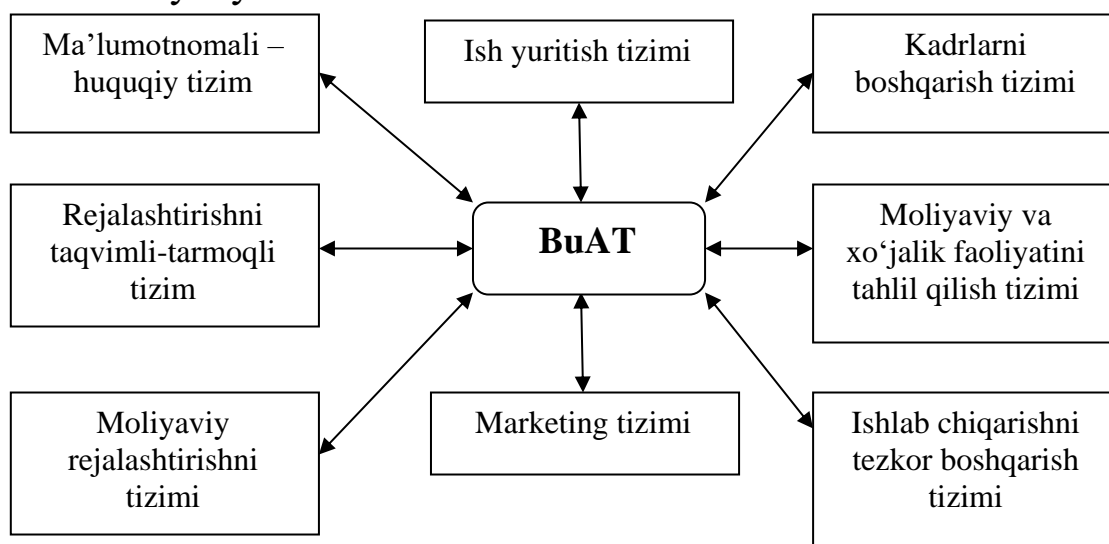 Ma’lumotnomali –
huquqiy tizim
Ish yuritish tizimi
Kadrlarni
boshqarish tizimi
Rejalashtirishni
taqvimli-tarmoqli
tizim
BuAT
Moliyaviy va
xo‘jalik faoliyatini
tahlil qilish tizimi
Moliyaviy
rejalashtirishni
tizimi
Marketing tizimi
Ishlab chiqarishni
tezkor boshqarish
tizimi